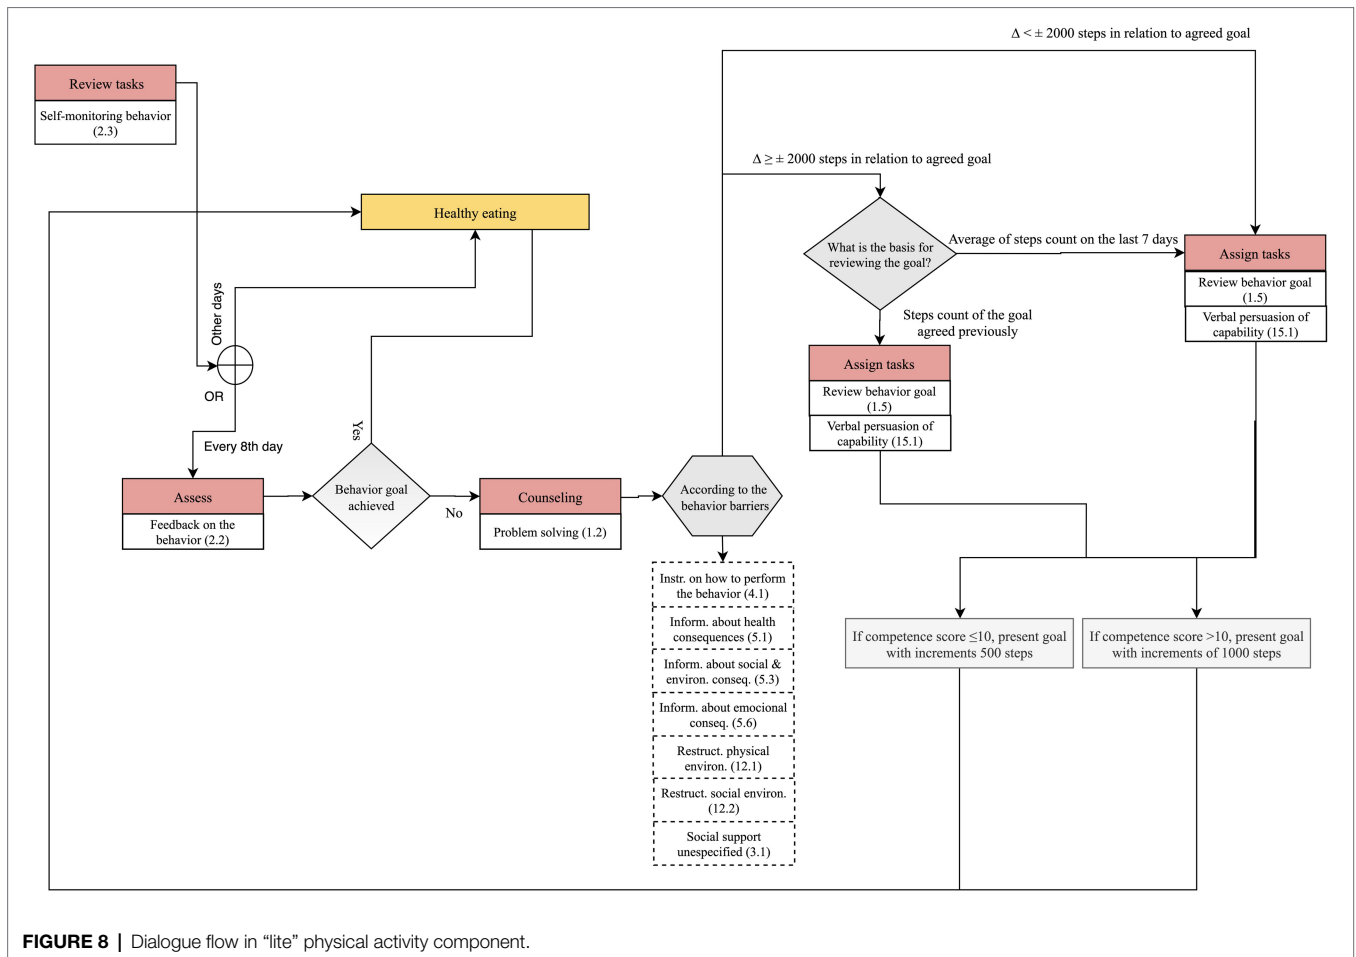 Δ < ± 2000 steps in relation to agreed goal
Review tasks
Self-monitoring behavior
(2.3)
Δ ≥ ± 2000 steps in relation to agreed goal
Healthy eating
What is the basis for
reviewing the goal?
Average of steps count on the last 7 days
Assign tasks
Review behavior goal
(1.5)
Verbal persuasion of
capability (15.1)
Steps count of the goal
agreed previously
Assign tasks
Review behavior goal
(1.5)
Verbal persuasion of
capability (15.1)
Other days
OR
Every 8th day
Yes
Assess
Feedback on the
behavior (2.2)
Behavior goal
achieved
No
Counseling
Problem solving (1.2)
According to the
behavior barriers
Instr. on how to perform
the behavior (4.1)
Inform. about health
consequences (5.1)
Inform. about social &
environ. conseq. (5.3)
Inform. about emocional
conseq. (5.6)
Restruct. physical
environ. (12.1)
Restruct. social environ.
(12.2)
Social support
unespecified (3.1)
If competence score ≤10, present goal
with increments 500 steps
If competence score >10, present goal
with increments of 1000 steps
FIGURE 8 | Dialogue flow in “lite” physical activity component.